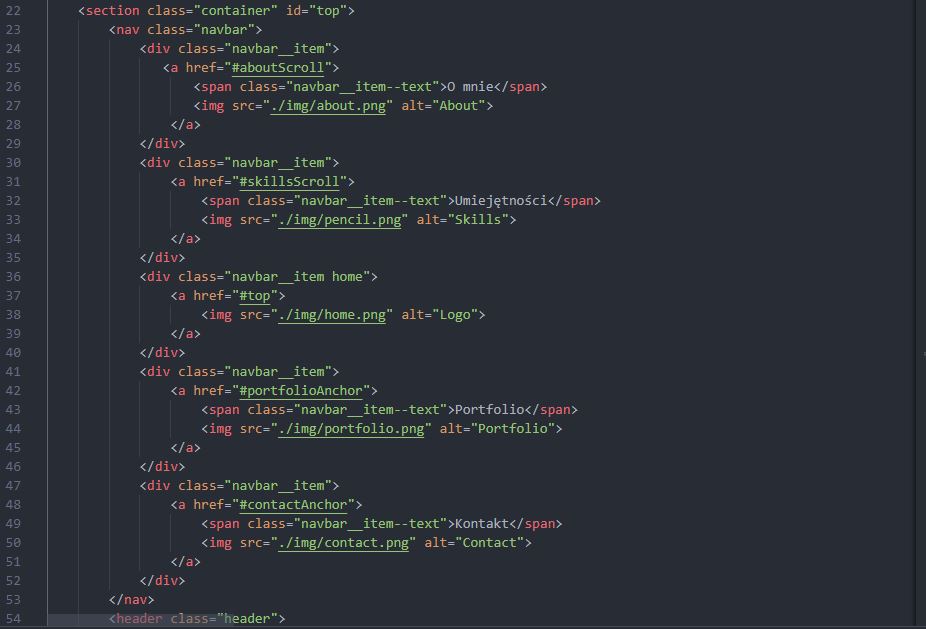 22 <section class="container" id="top">
23 <nav class="navbar">
24 <div class="navbar__item">
25 <a href="#aboutScroll">
26 <span class="navbar__item--text">O mnie</span>
27 <img src="./img/about.png" alt="About">
28 </a>
29 </div>
30 <div class="navbar__item">
31 <a href="#skillsScroll">
32 <span class="navbar__item--text">Umiejętności</span>
33 <img src="./img/pencil.png" alt="Skills">
34 </a>
35 </div>
36 <div class="navbar__item home">
37 <a href="#top">
38 <img src="./img/home.png" alt="Logo">
39 </a>
40 </div>
41 <div class="navbar__item">
42 <a href="#portfolioAnchor">
43 <span class="navbar__item--text">Portfolio</span>
44 <img src="./img/portfolio.png" alt="Portfolio">
45 </a>
46 </div>
47 <div class="navbar__item">
48 <a href="#contactAnchor">
49 <span class="navbar__item--text">Kontakt</span>
50 <img src="./img/contact.png" alt="Contact">
51 </a>
52 </div>
53 </nav>
54 <header class="header">